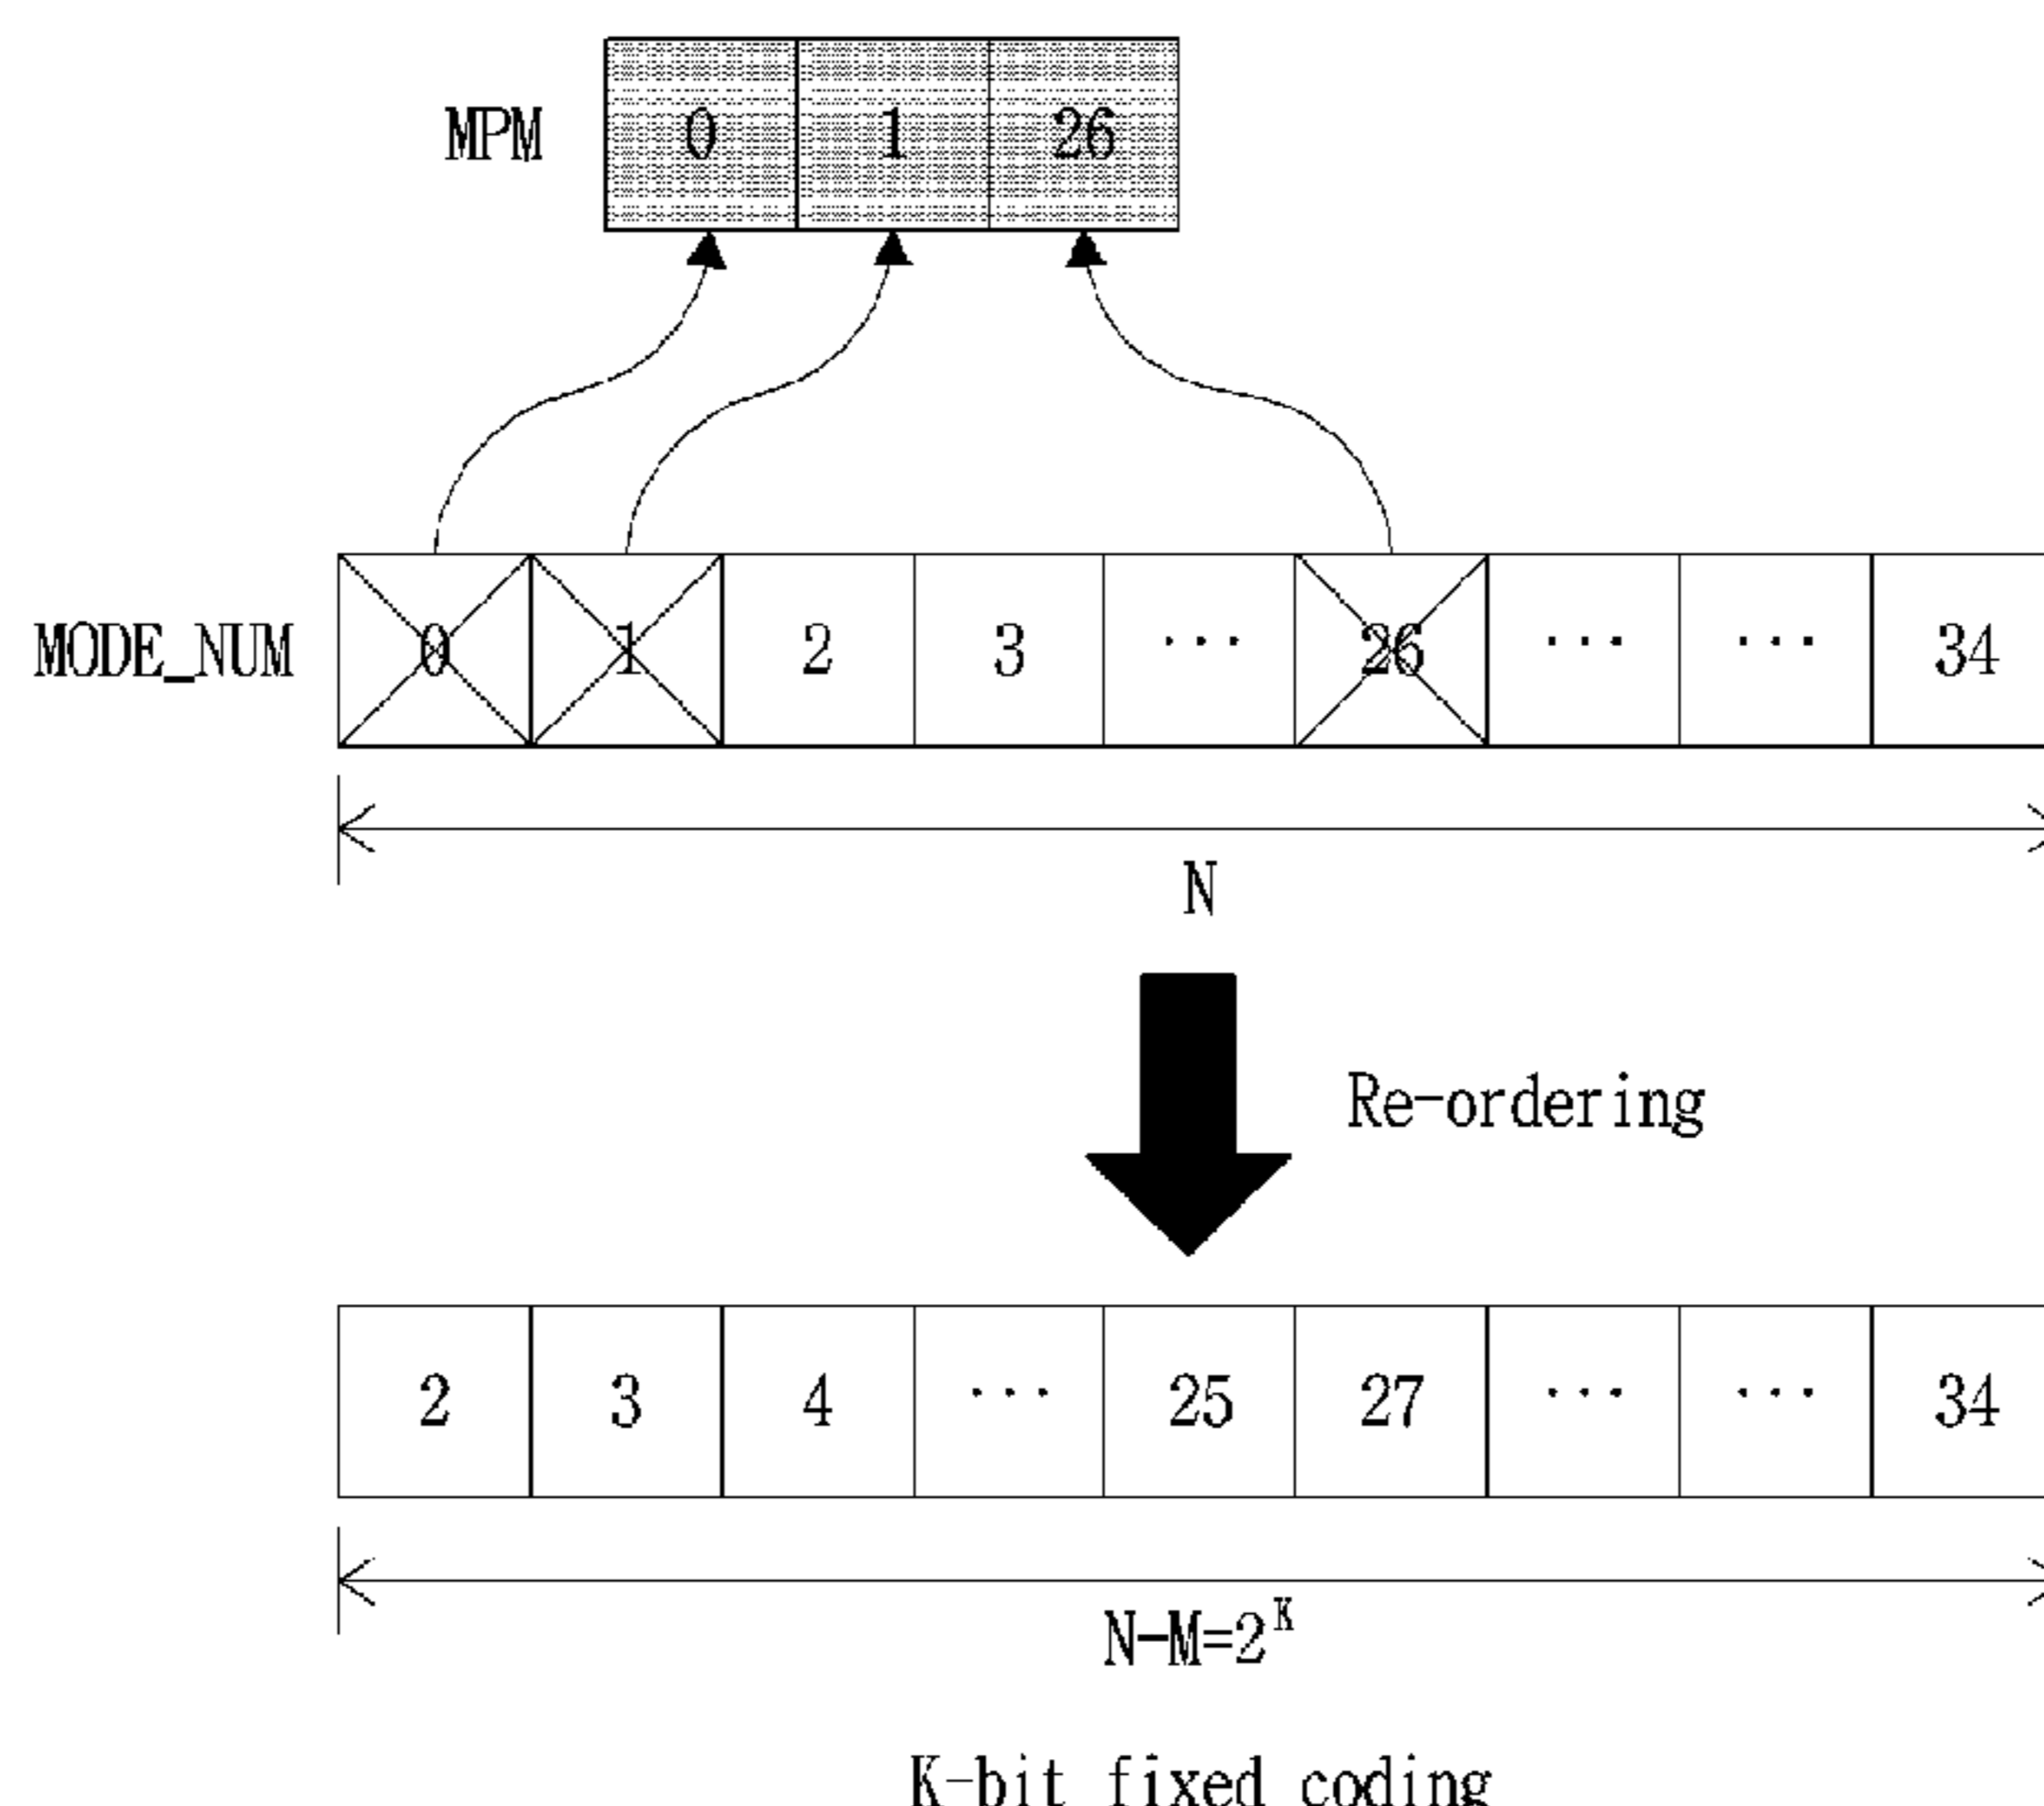 MPM 0 1 26
MODE_NUM 0 1 2 3 ··· 26 ··· ··· 34
N
Re-ordering
2 3 4 ··· 25 27 ··· ··· 34
N-M=2ᴷ
K-bit fixed coding